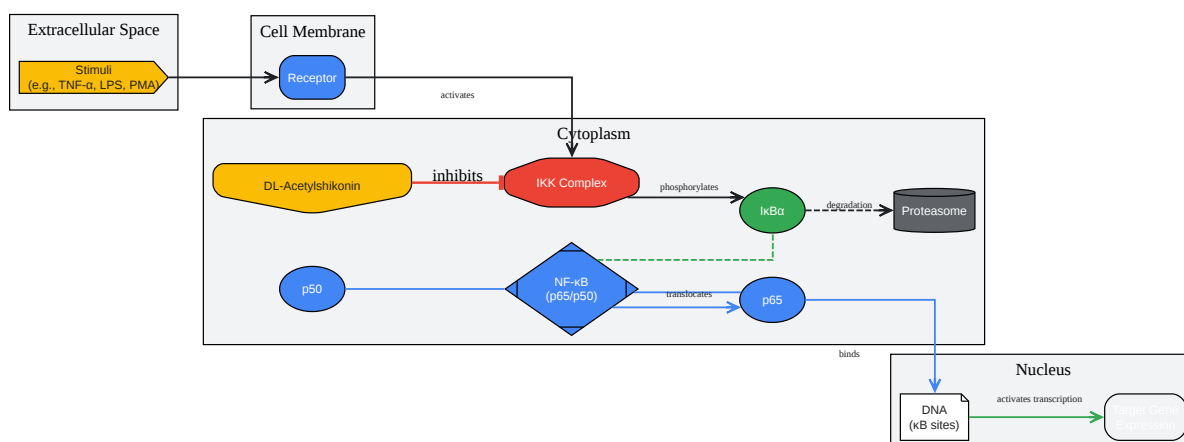 Extracellular Space
Stimuli
(e.g., TNF-α, LPS, PMA)
Cell Membrane
Receptor
activates
Cytoplasm
DL-Acetylshikonin
inhibits
IKK Complex
phosphorylates
IκBα
degradation
Proteasome
p50
NF-κB
(p65/p50)
translocates
p65
binds
Nucleus
DNA
(κB sites)
activates transcription
Target Gene
Expression